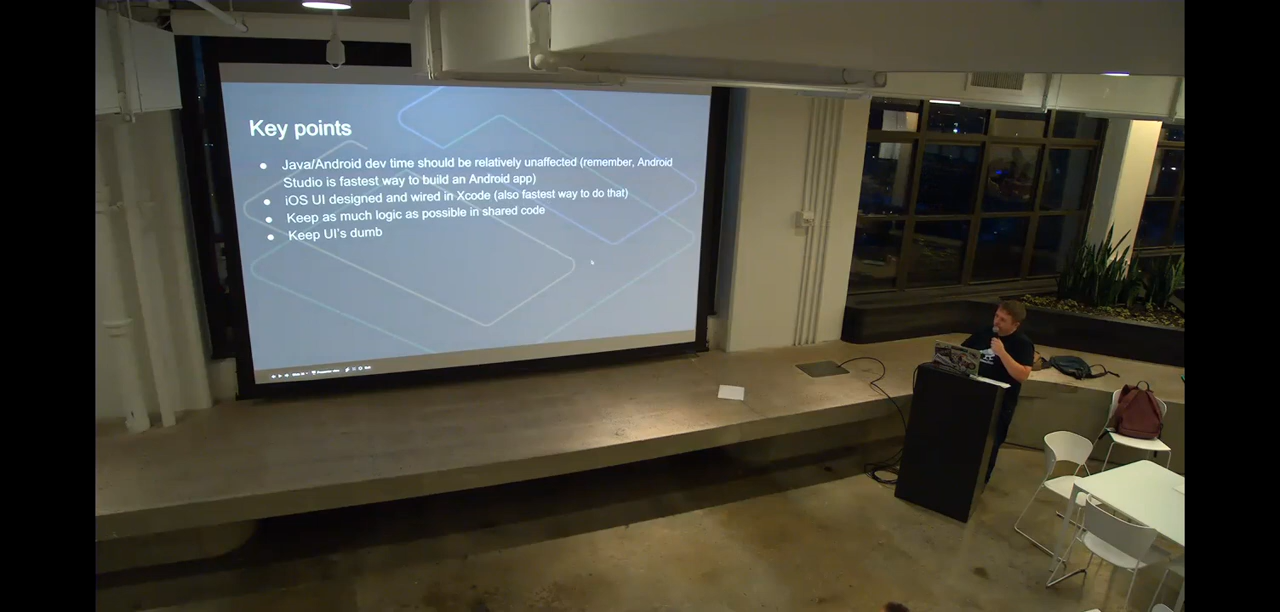 Key points
● Java/Android dev time should be relatively unaffected (remember, Android
Studio is fastest way to build an Android app)
● iOS UI designed and wired in Xcode (also fastest way to do that)
● Keep as much logic as possible in shared code
● Keep UI's dumb